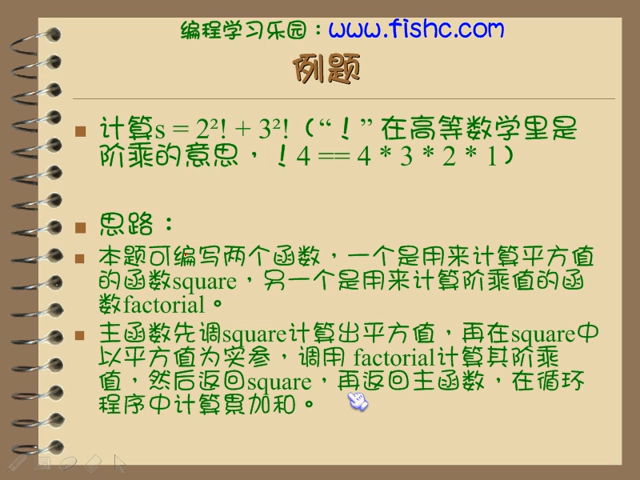 编程学习乐园：www.fishc.com
例题
计算s = 2²! + 3²!（“！” 在高等数学里是
阶乘的意思，！4 == 4 * 3 * 2 * 1）
思路：
本题可编写两个函数，一个是用来计算平方值
的函数square，另一个是用来计算阶乘值的函
数factorial。
主函数先调square计算出平方值，再在square中
以平方值为实参，调用 factorial计算其阶乘
值，然后返回square，再返回主函数，在循环
程序中计算累加和。